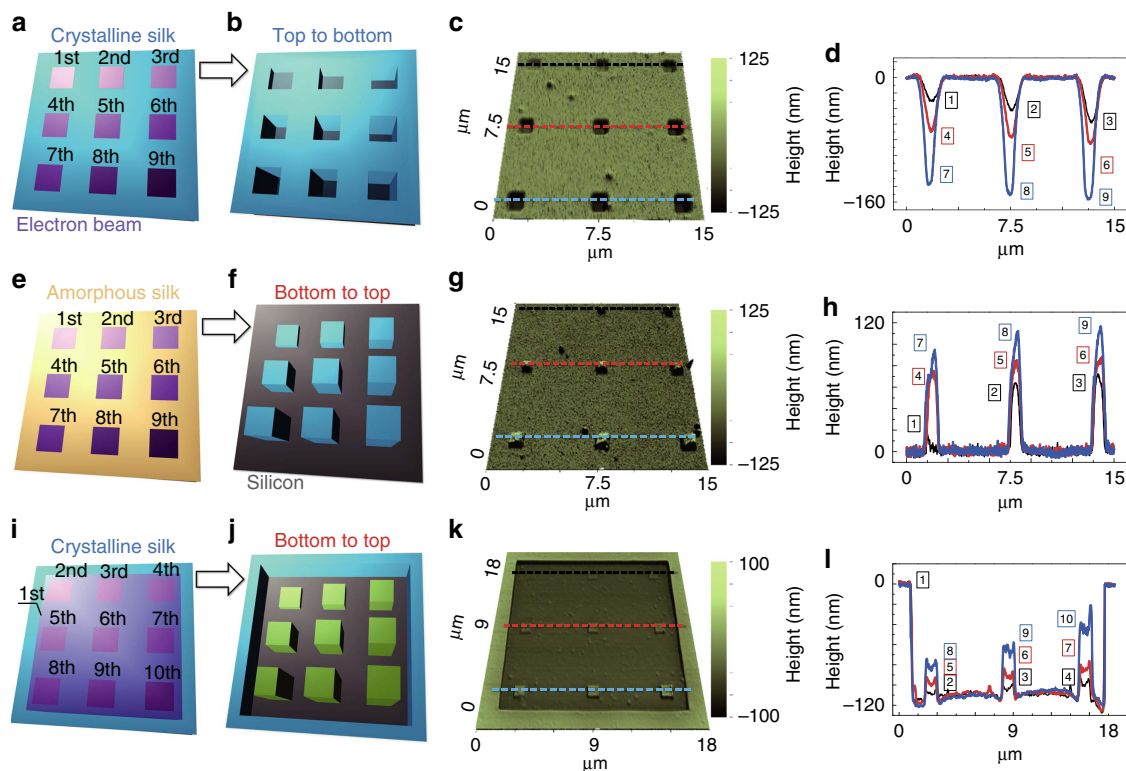 a
Crystalline silk
1st 2nd 3rd
4th 5th 6th
7th 8th 9th
Electron beam
b
Top to bottom
c
15
7.5
0
μm
0 7.5 15
μm
125
Height (nm)
−125
d
0
−160
Height (nm)
1 2 3
4 5 6
7 8 9
0 7.5 15
μm
e
Amorphous silk
1st 2nd 3rd
4th 5th 6th
7th 8th 9th
f
Bottom to top
Silicon
g
15
7.5
0
μm
0 7.5 15
μm
125
Height (nm)
−125
h
120
60
0
Height (nm)
7 8 9
4 5 6
1 2 3
0 7.5 15
μm
i
Crystalline silk
2nd 3rd 4th
1st
5th 6th 7th
8th 9th 10th
j
Bottom to top
k
18
9
0
μm
0 9 18
μm
100
Height (nm)
−100
l
0
−120
Height (nm)
1
8 9 10
5 6 7
2 3 4
0 9 18
μm